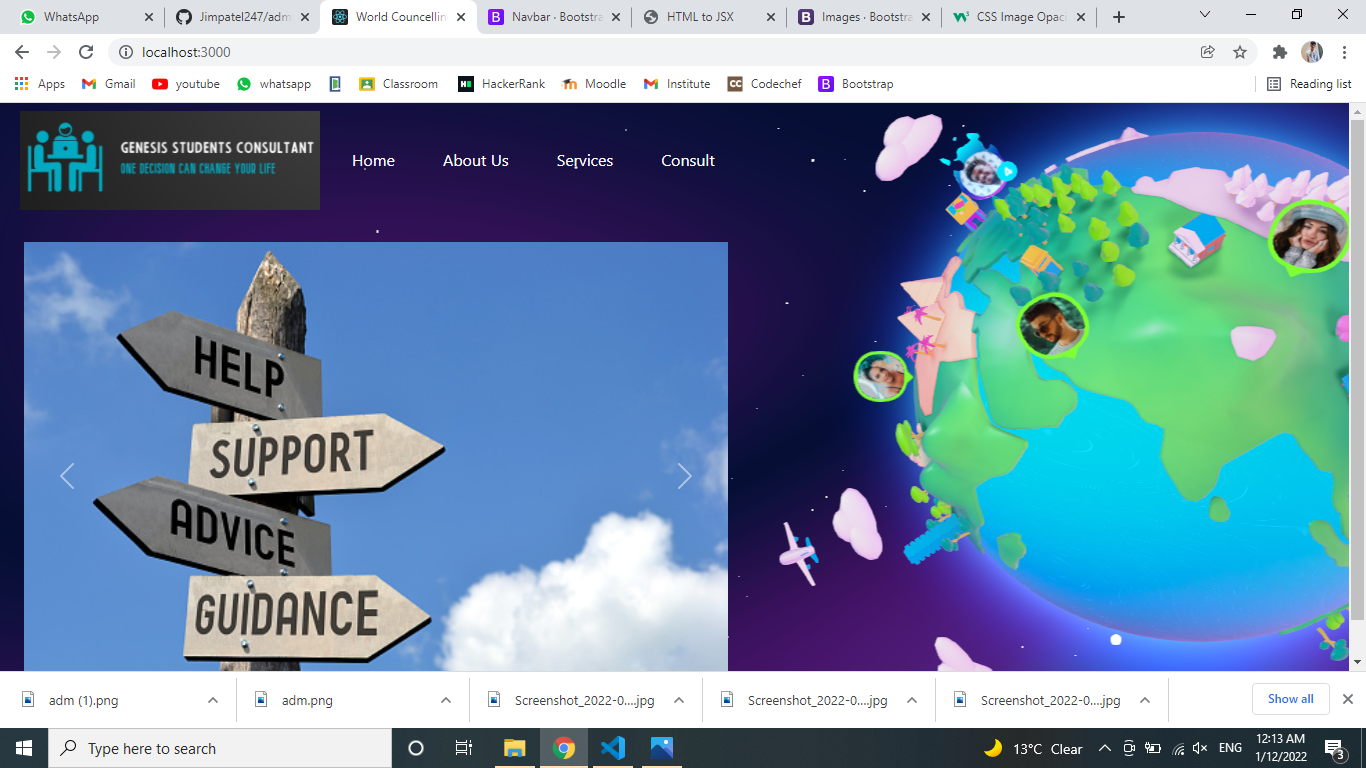 WhatsApp
Jimpatel247/adm
World Councellin
Navbar · Bootstra
HTML to JSX
Images · Bootstra
CSS Image Opaci
localhost:3000
Apps
Gmail
youtube
whatsapp
Classroom
HackerRank
Moodle
Institute
Codechef
Bootstrap
Reading list
GENESIS STUDENTS CONSULTANT
ONE DECISION CAN CHANGE YOUR LIFE
Home
About Us
Services
Consult
HELP
SUPPORT
ADVICE
GUIDANCE
adm (1).png
adm.png
Screenshot_2022-0....jpg
Screenshot_2022-0....jpg
Screenshot_2022-0....jpg
Show all
Type here to search
13°C Clear
ENG
12:13 AM
1/12/2022
3